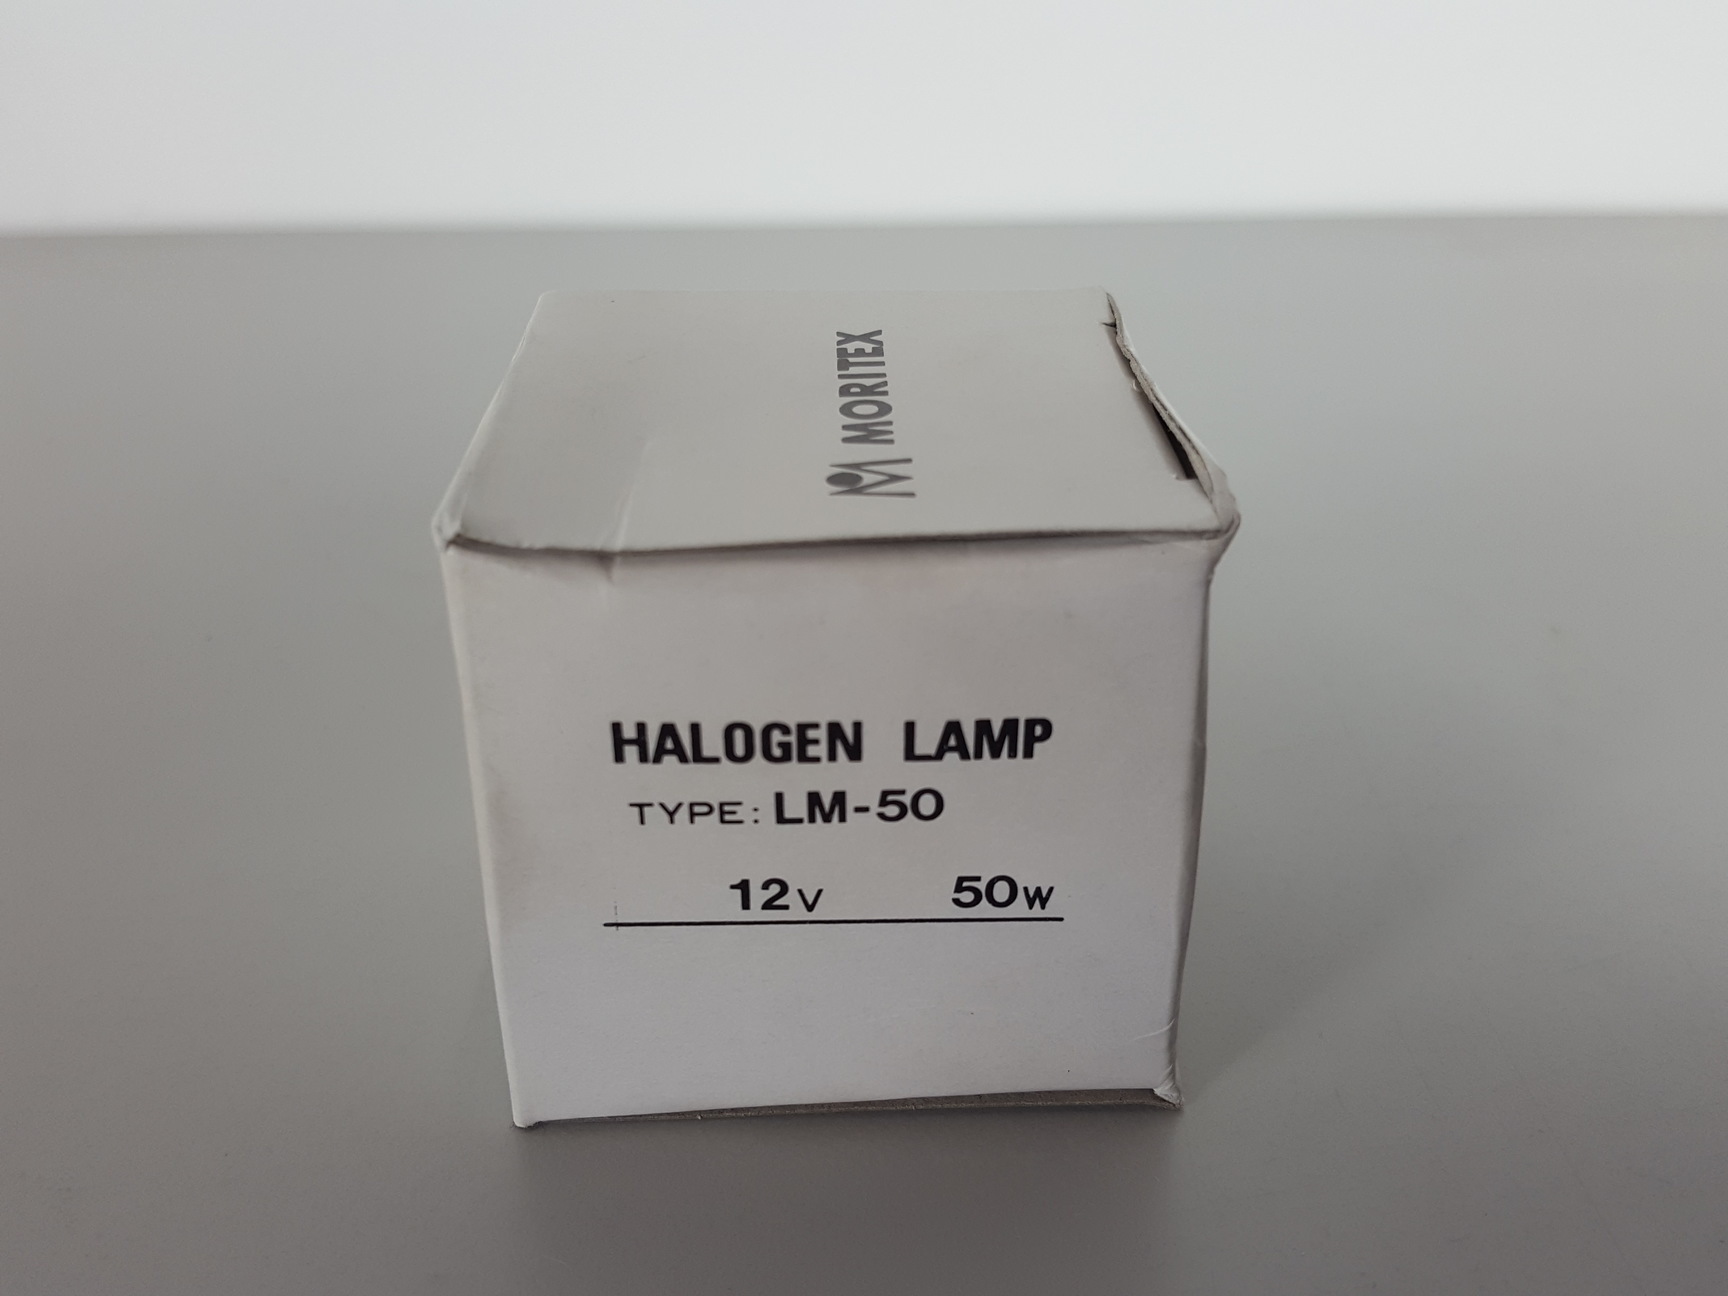 MORITEX
HALOGEN LAMP
TYPE: LM-50
12V 50W